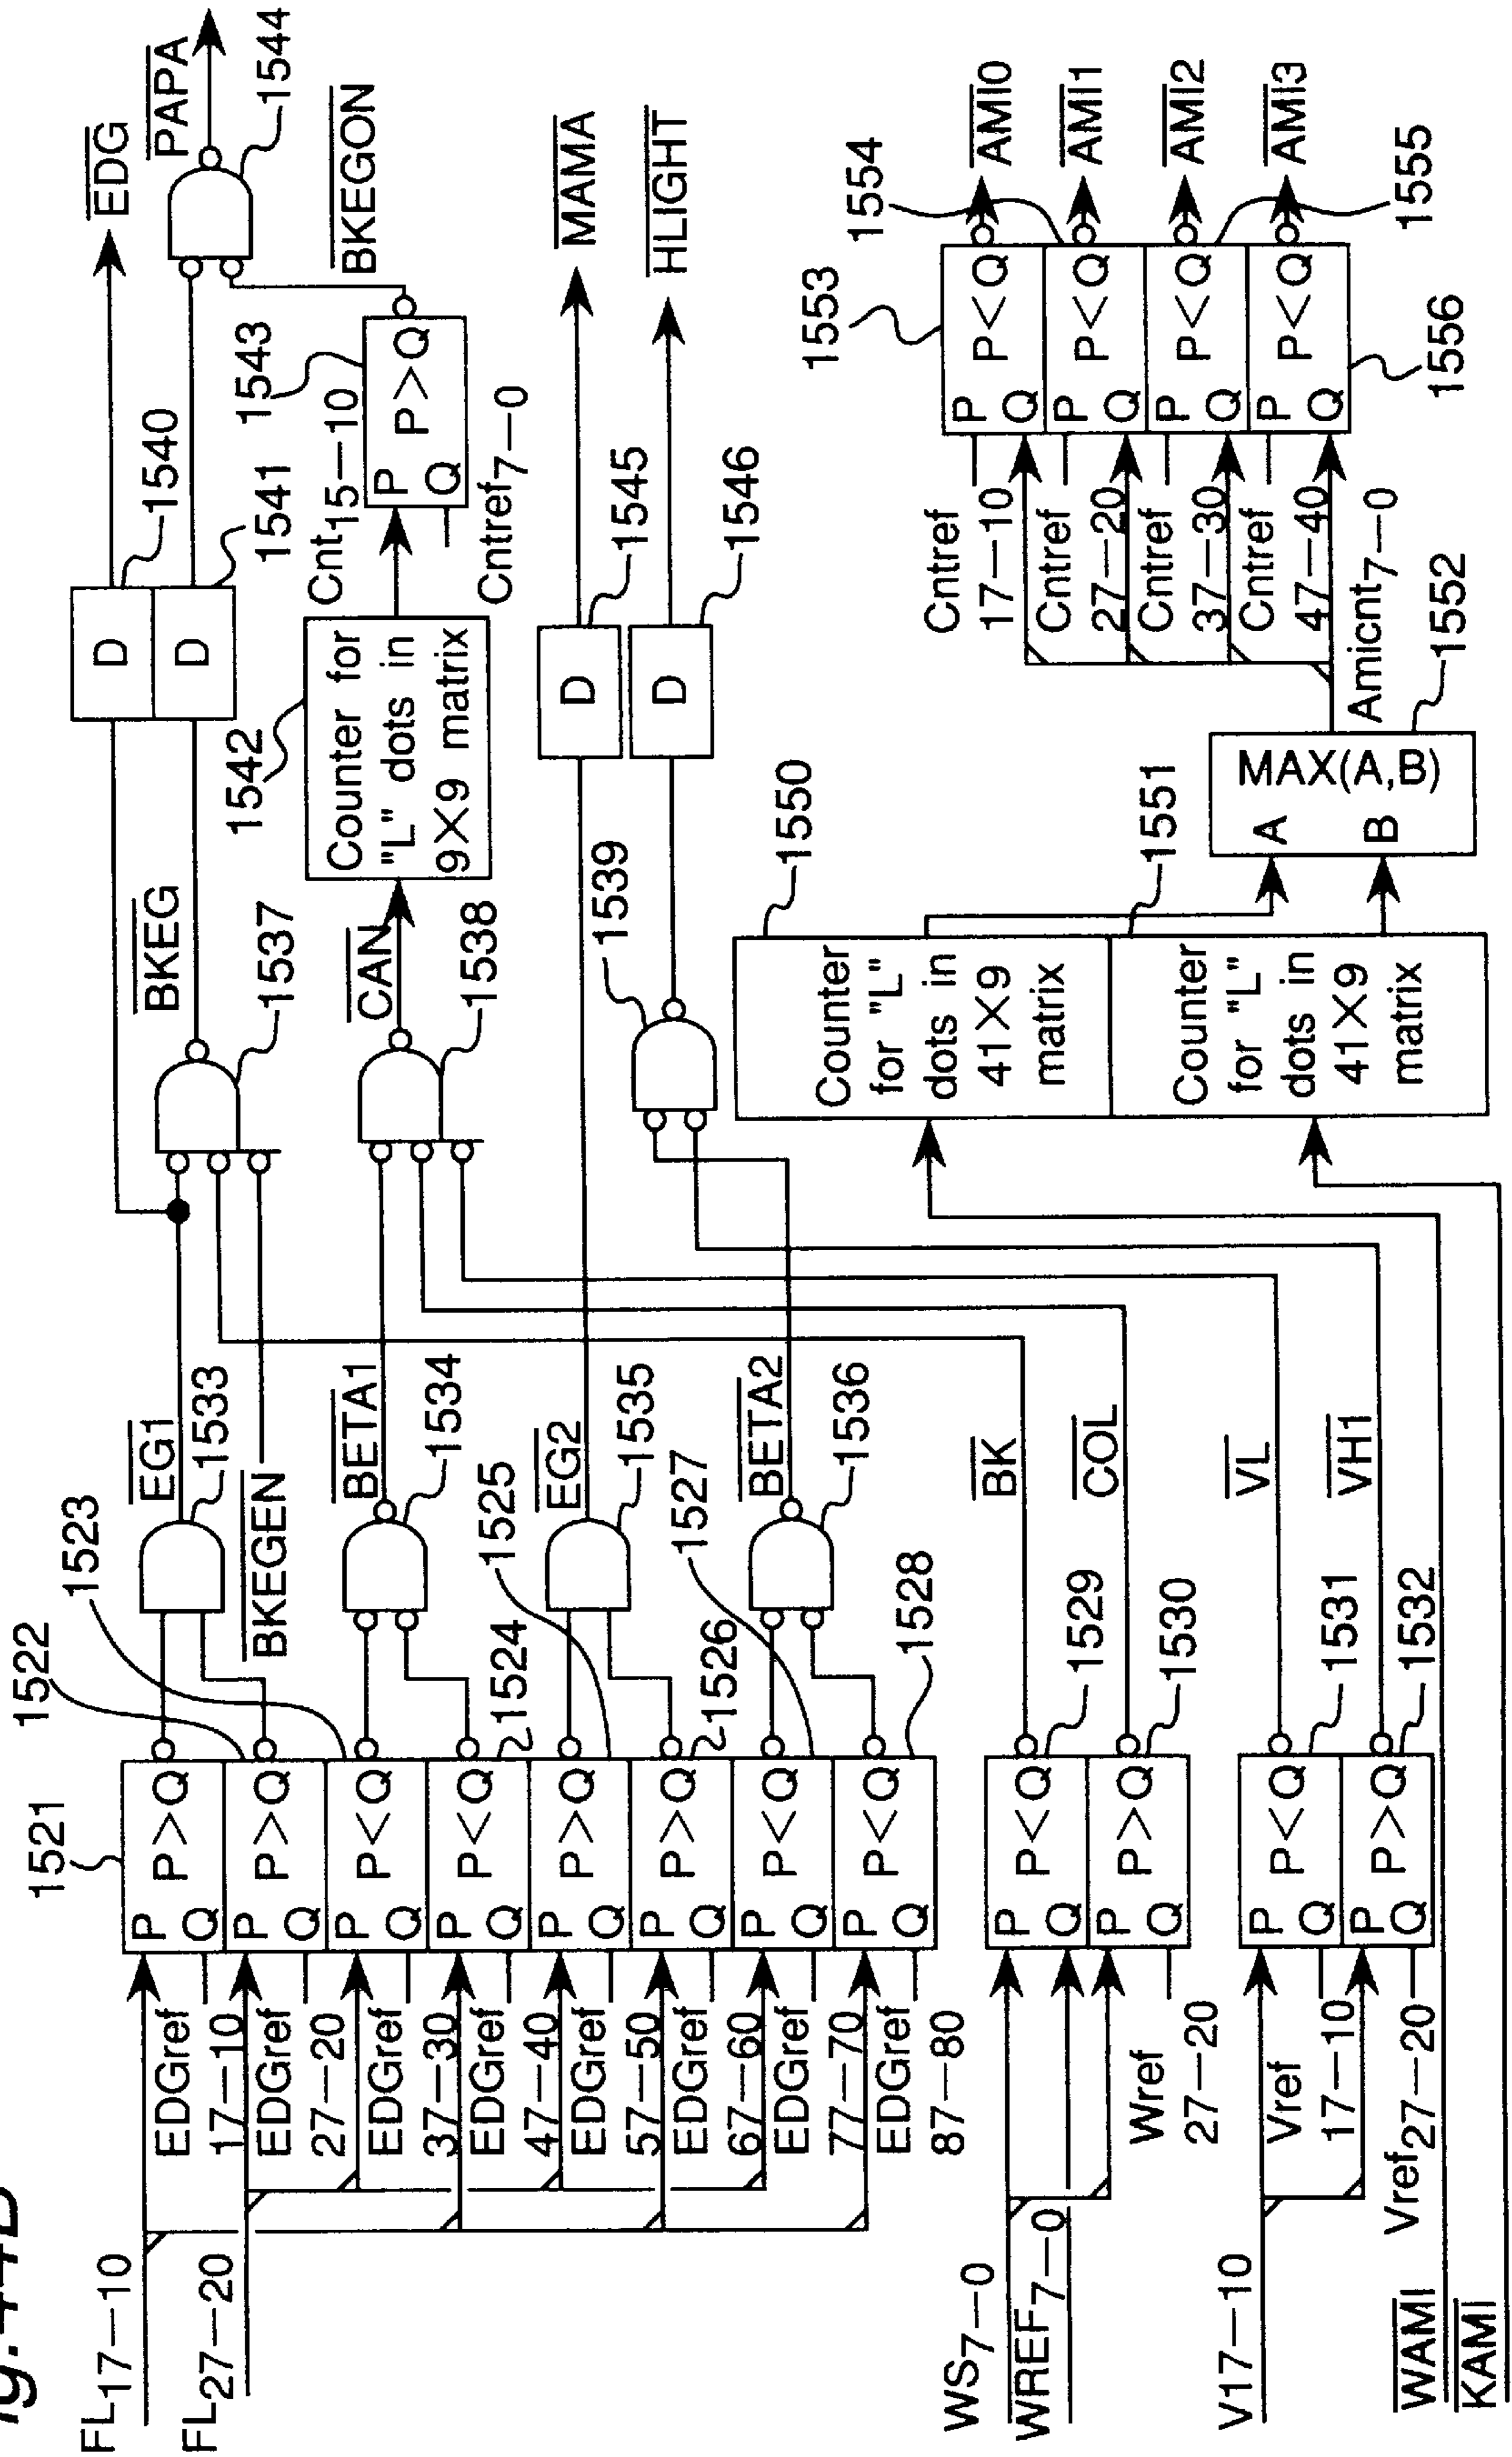 Fig.44B
FL17—10
FL27—20
EDGref
17—10
EDGref
27—20
EDGref
37—30
EDGref
47—40
EDGref
57—50
EDGref
67—60
EDGref
77—70
EDGref
87—80
1521
1522
1523
1524
1525
1526
1527
1528
P P>Q
Q
P P>Q
Q
P P<Q
Q
P P<Q
Q
P P>Q
Q
P P>Q
Q
P P<Q
Q
P P<Q
Q
EG1
1533
BKEGEN
BETA1
1534
EG2
1535
BETA2
1536
WS7—0
WREF7—0
Wref
27—20
P P<Q
Q
P P>Q
Q
1529
1530
BK
COL
V17—10
Vref
17—10
Vref27—20
P P<Q
Q
P P>Q
Q
1531
1532
VL
VH1
WAMI
KAMI
BKEG
1537
CAN
1538
1539
D
1540
D
1541
EDG
PAPA
1544
1542
Counter for
"L" dots in
9×9 matrix
Cnt15—10
1543
P P>Q
Q
Cntref7—0
BKEGON
D
1545
D
1546
MAMA
HLIGHT
1550
Counter
for "L"
dots in
41×9
matrix
1551
Counter
for "L"
dots in
41×9
matrix
MAX(A,B)
A
B
1552
Amicnt7—0
Cntref
17—10
Cntref
27—20
Cntref
37—30
Cntref
47—40
1553
1554
1555
1556
P P<Q
Q
P P<Q
Q
P P<Q
Q
P P<Q
Q
AMI0
AMI1
AMI2
AMI3